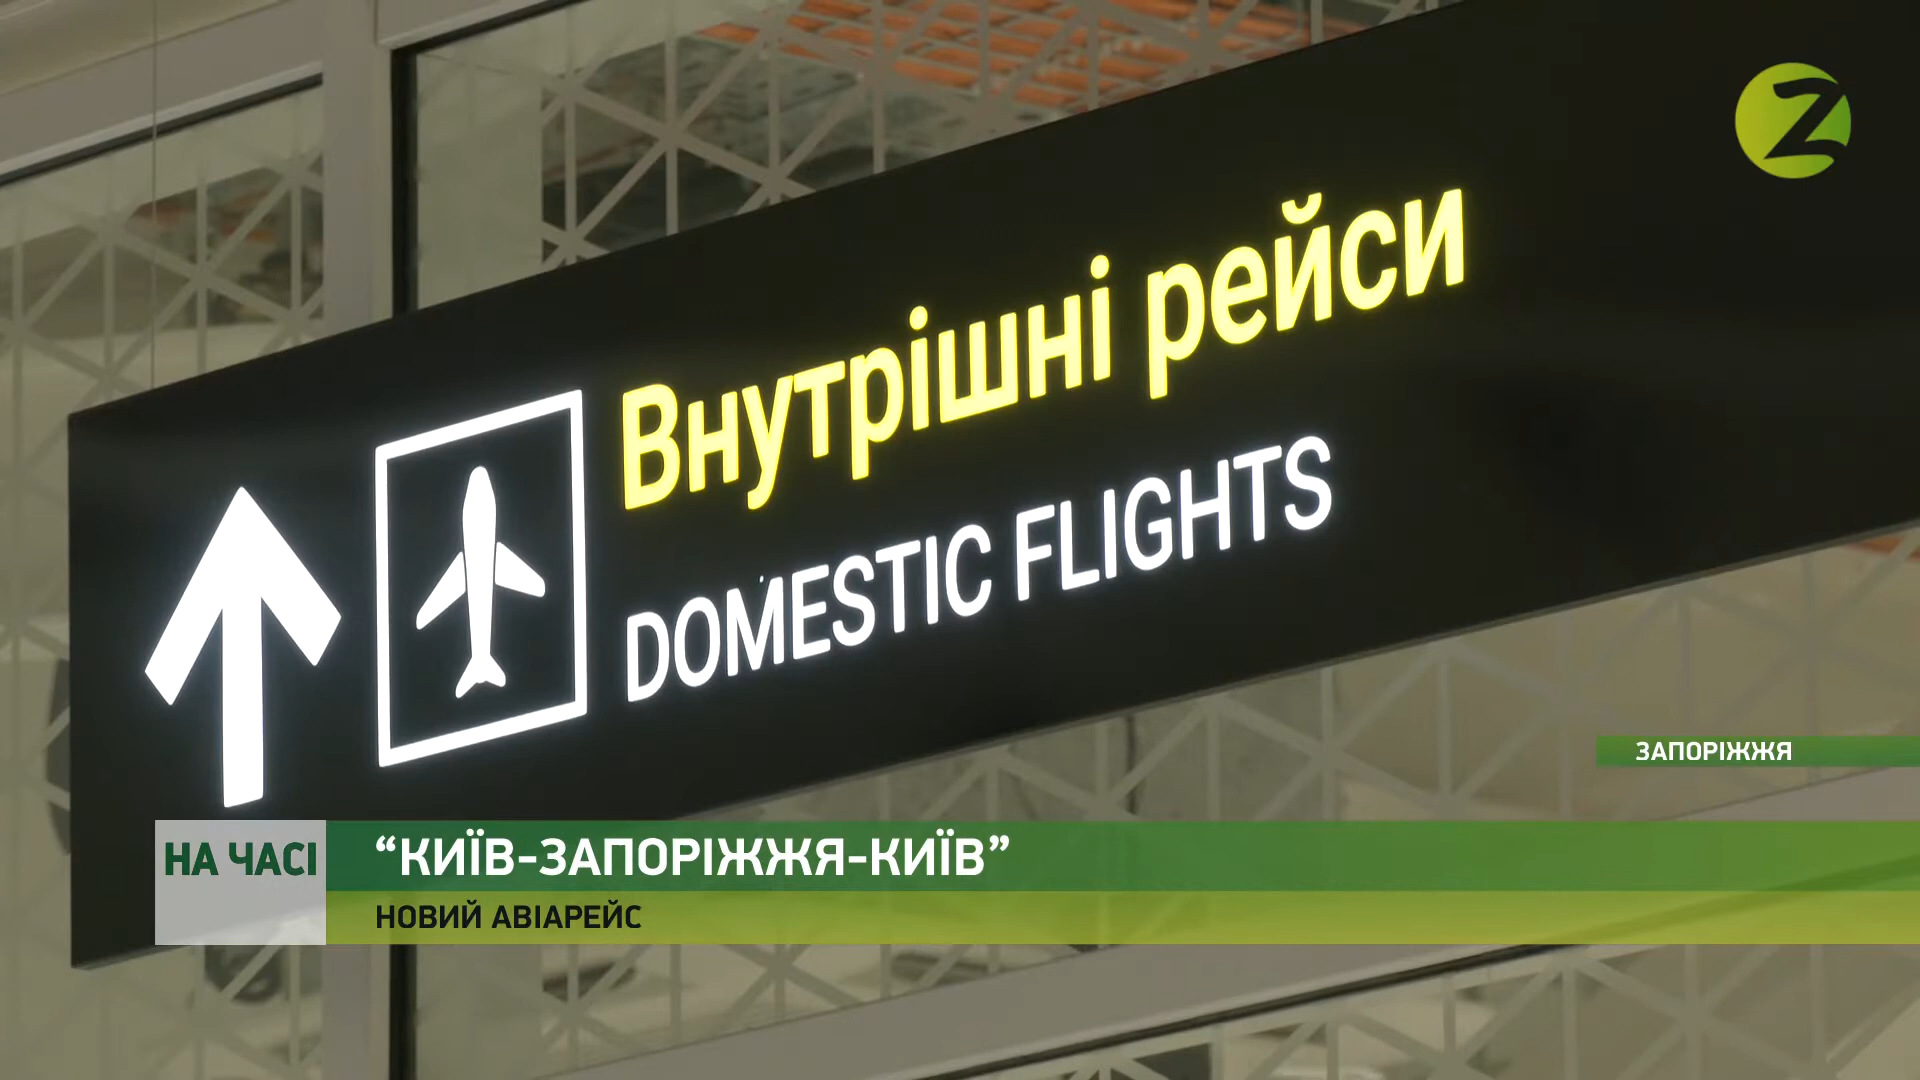 Z
Внутрішні рейси
DOMESTIC FLIGHTS
ЗАПОРІЖЖЯ
НА ЧАСІ
“КИЇВ-ЗАПОРІЖЖЯ-КИЇВ”
НОВИЙ АВІАРЕЙС